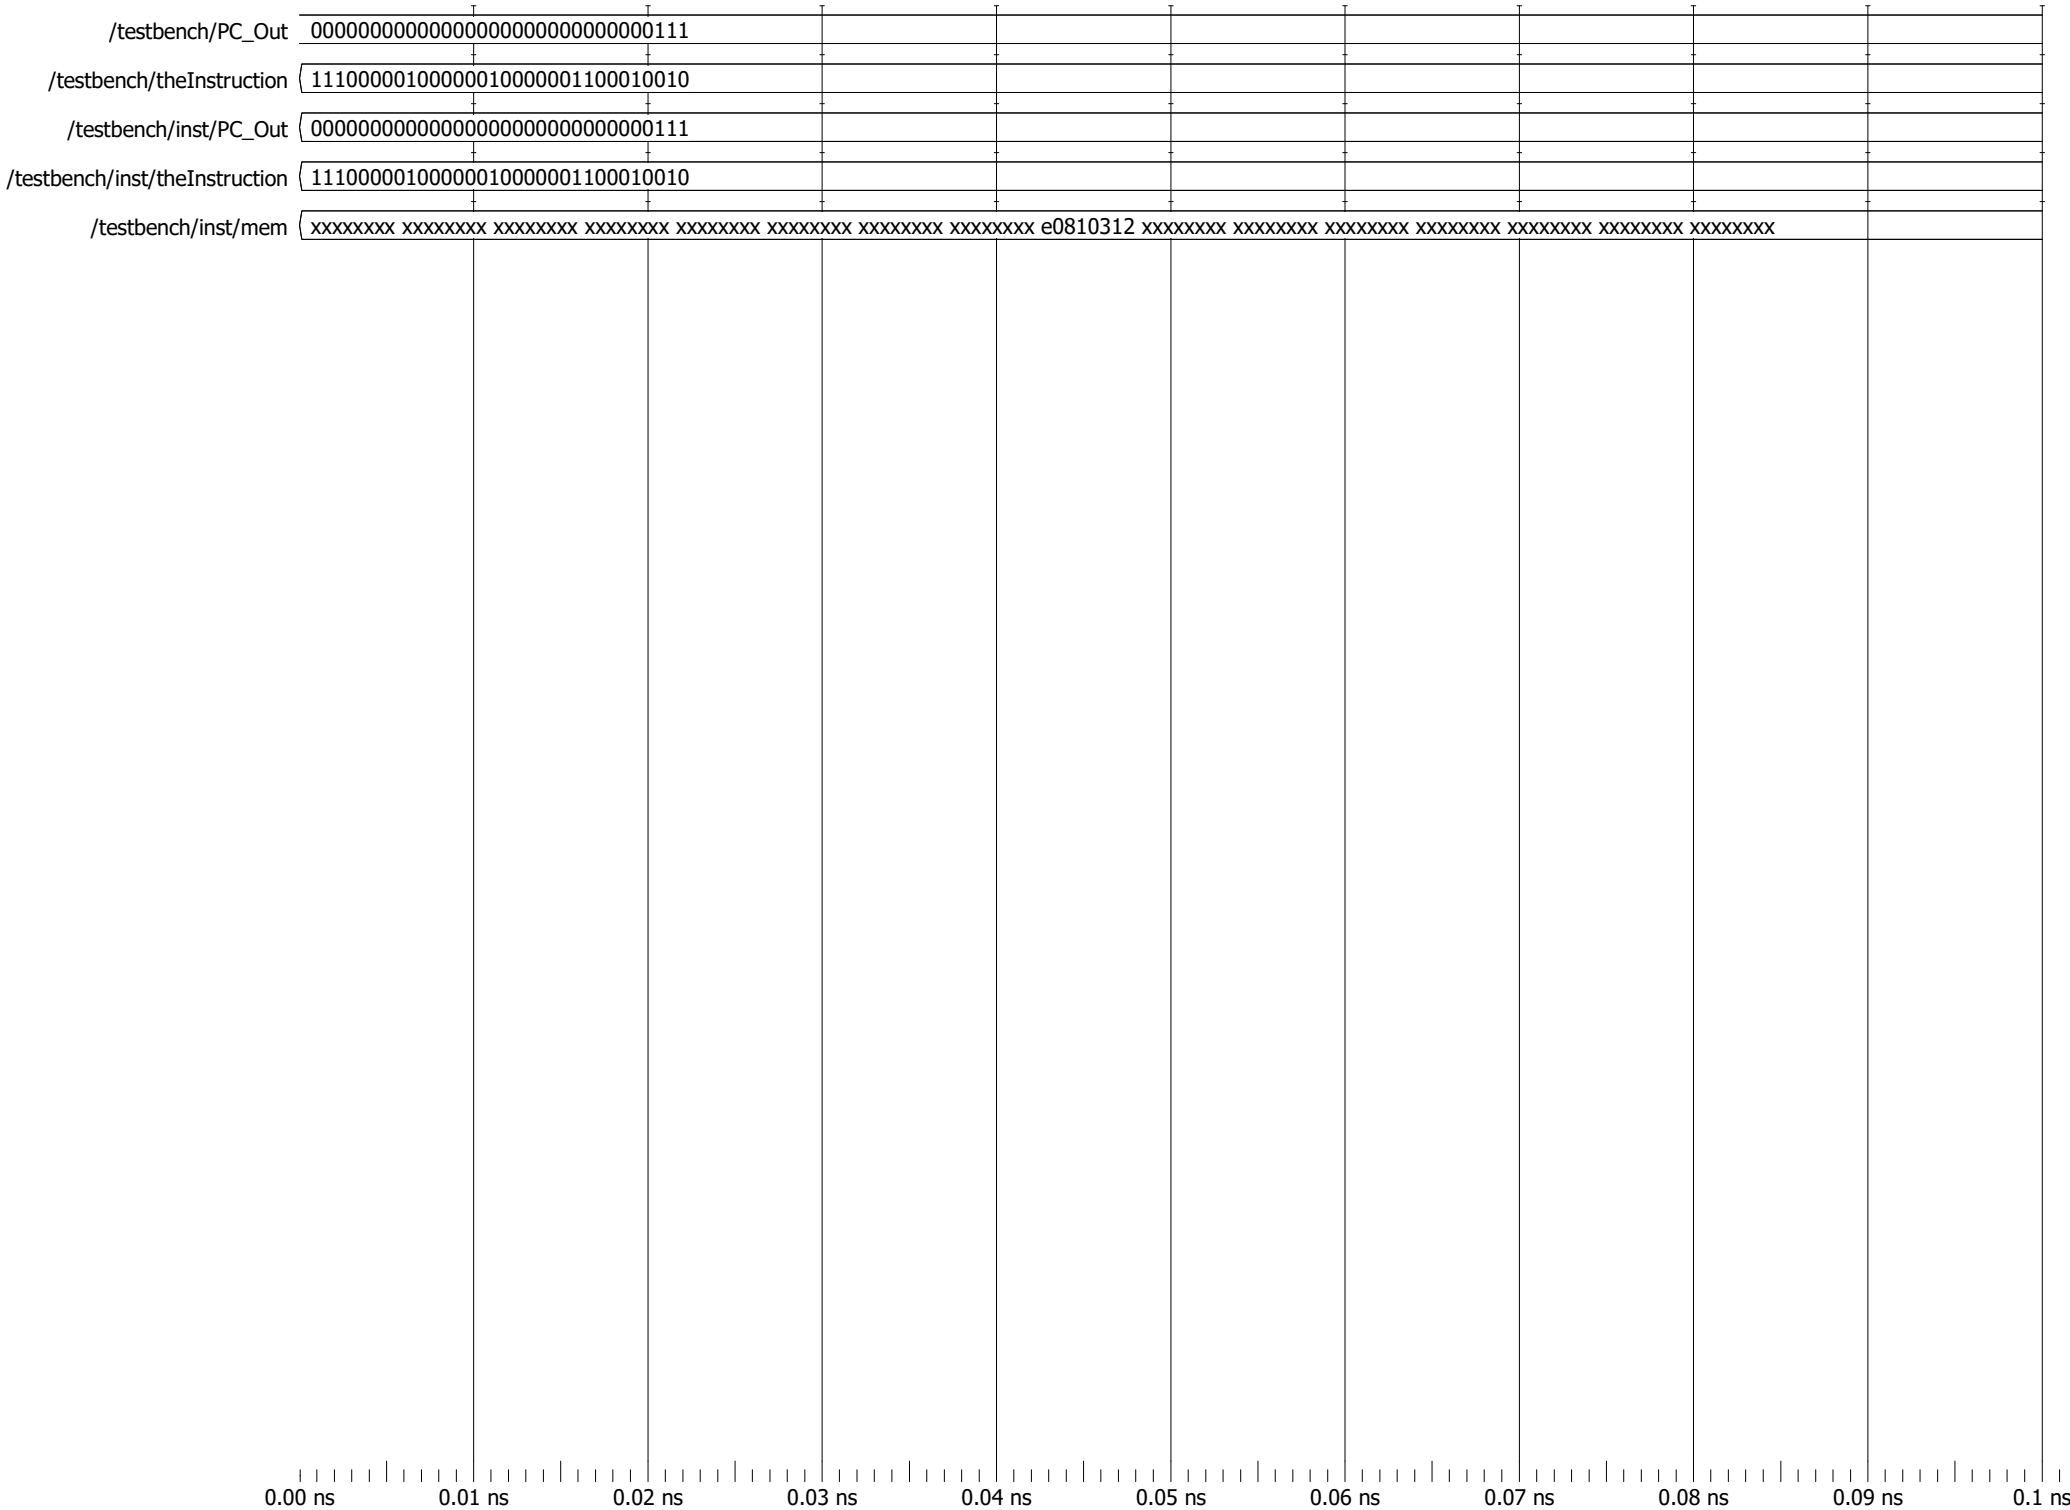 /testbench/PC_Out 00000000000000000000000000000111
/testbench/theInstruction 11100000100000010000001100010010
/testbench/inst/PC_Out 00000000000000000000000000000111
/testbench/inst/theInstruction 11100000100000010000001100010010
/testbench/inst/mem xxxxxxxx xxxxxxxx xxxxxxxx xxxxxxxx xxxxxxxx xxxxxxxx xxxxxxxx xxxxxxxx e0810312 xxxxxxxx xxxxxxxx xxxxxxxx xxxxxxxx xxxxxxxx xxxxxxxx xxxxxxxx
0.00 ns 0.01 ns 0.02 ns 0.03 ns 0.04 ns 0.05 ns 0.06 ns 0.07 ns 0.08 ns 0.09 ns 0.1 ns